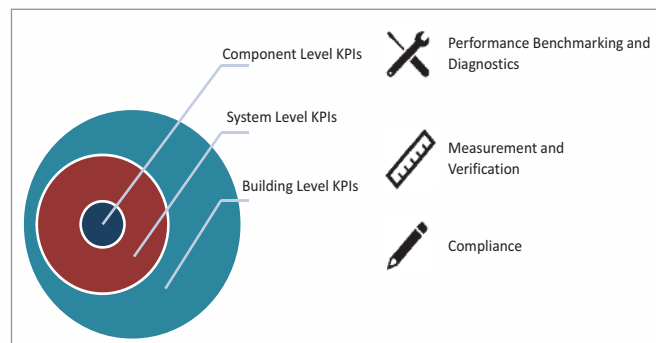 Component Level KPIs
System Level KPIs
Building Level KPIs
Performance Benchmarking and
Diagnostics
Measurement and
Verification
Compliance